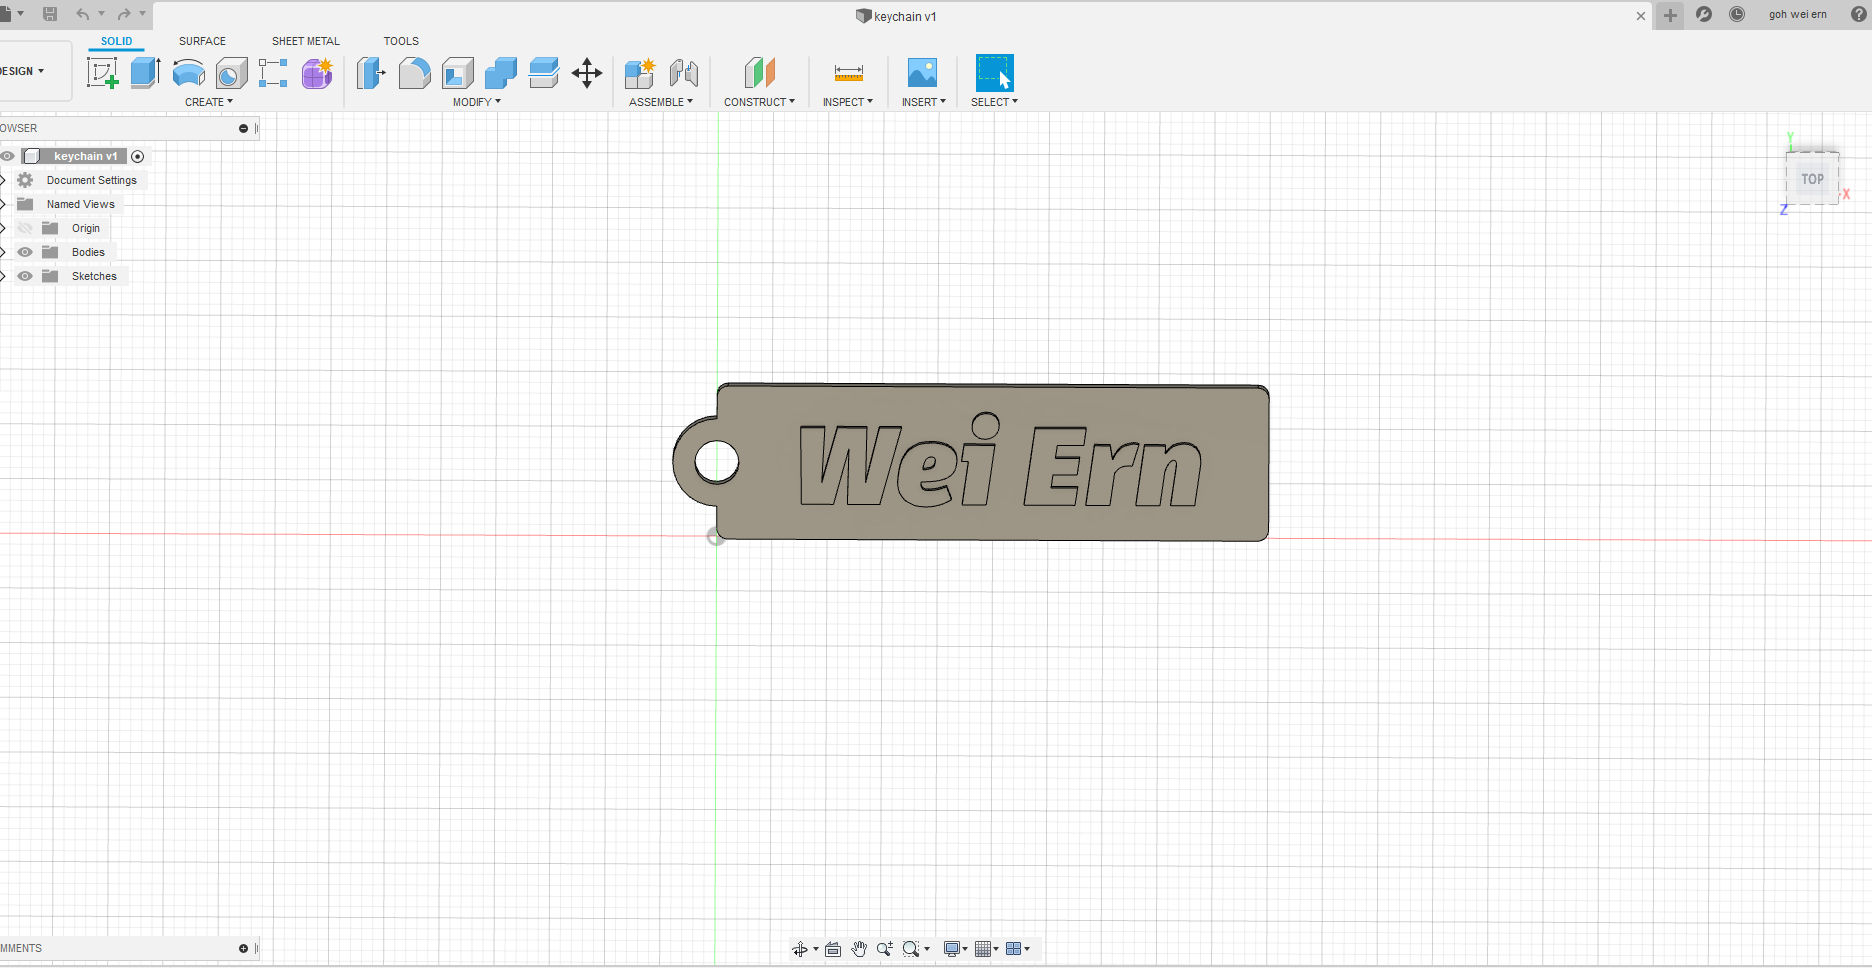 keychain v1
goh wei ern
SOLID SURFACE SHEET METAL TOOLS
ESIGN
CREATE MODIFY ASSEMBLE CONSTRUCT INSPECT INSERT SELECT
OWSER
keychain v1
Document Settings
Named Views
Origin
Bodies
Sketches
Y
TOP
X
Z
Wei Ern
MMENTS